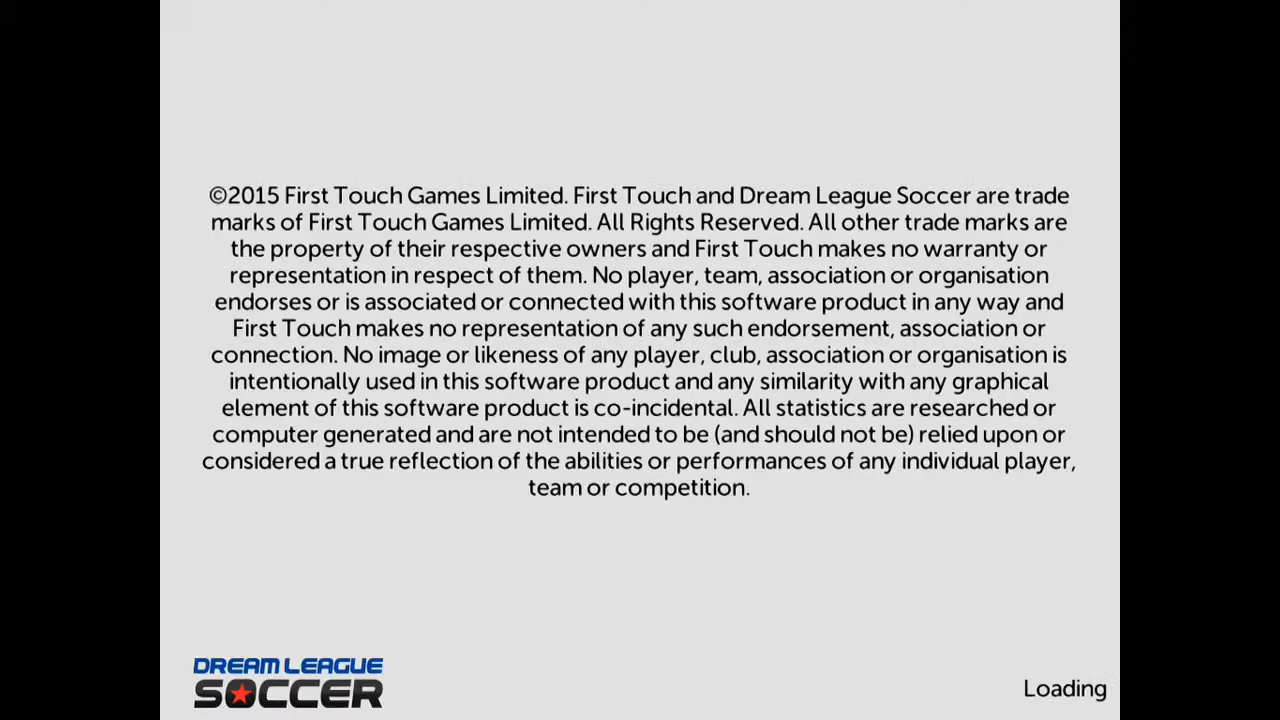 ©2015 First Touch Games Limited. First Touch and Dream League Soccer are trade
marks of First Touch Games Limited. All Rights Reserved. All other trade marks are
the property of their respective owners and First Touch makes no warranty or
representation in respect of them. No player, team, association or organisation
endorses or is associated or connected with this software product in any way and
First Touch makes no representation of any such endorsement, association or
connection. No image or likeness of any player, club, association or organisation is
intentionally used in this software product and any similarity with any graphical
element of this software product is co-incidental. All statistics are researched or
computer generated and are not intended to be (and should not be) relied upon or
considered a true reflection of the abilities or performances of any individual player,
team or competition.
DREAM LEAGUE
SOCCER
Loading